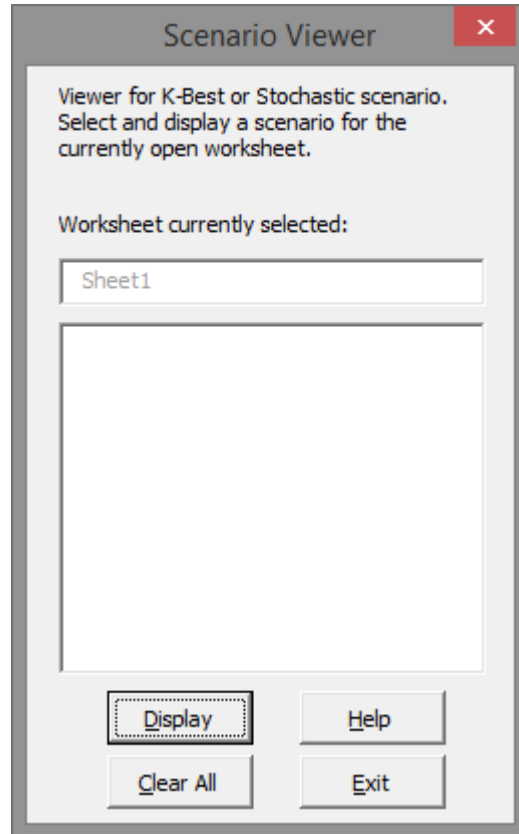 Scenario Viewer
Viewer for K-Best or Stochastic scenario.
Select and display a scenario for the
currently open worksheet.
Worksheet currently selected:
Sheet1
Display
Help
Clear All
Exit